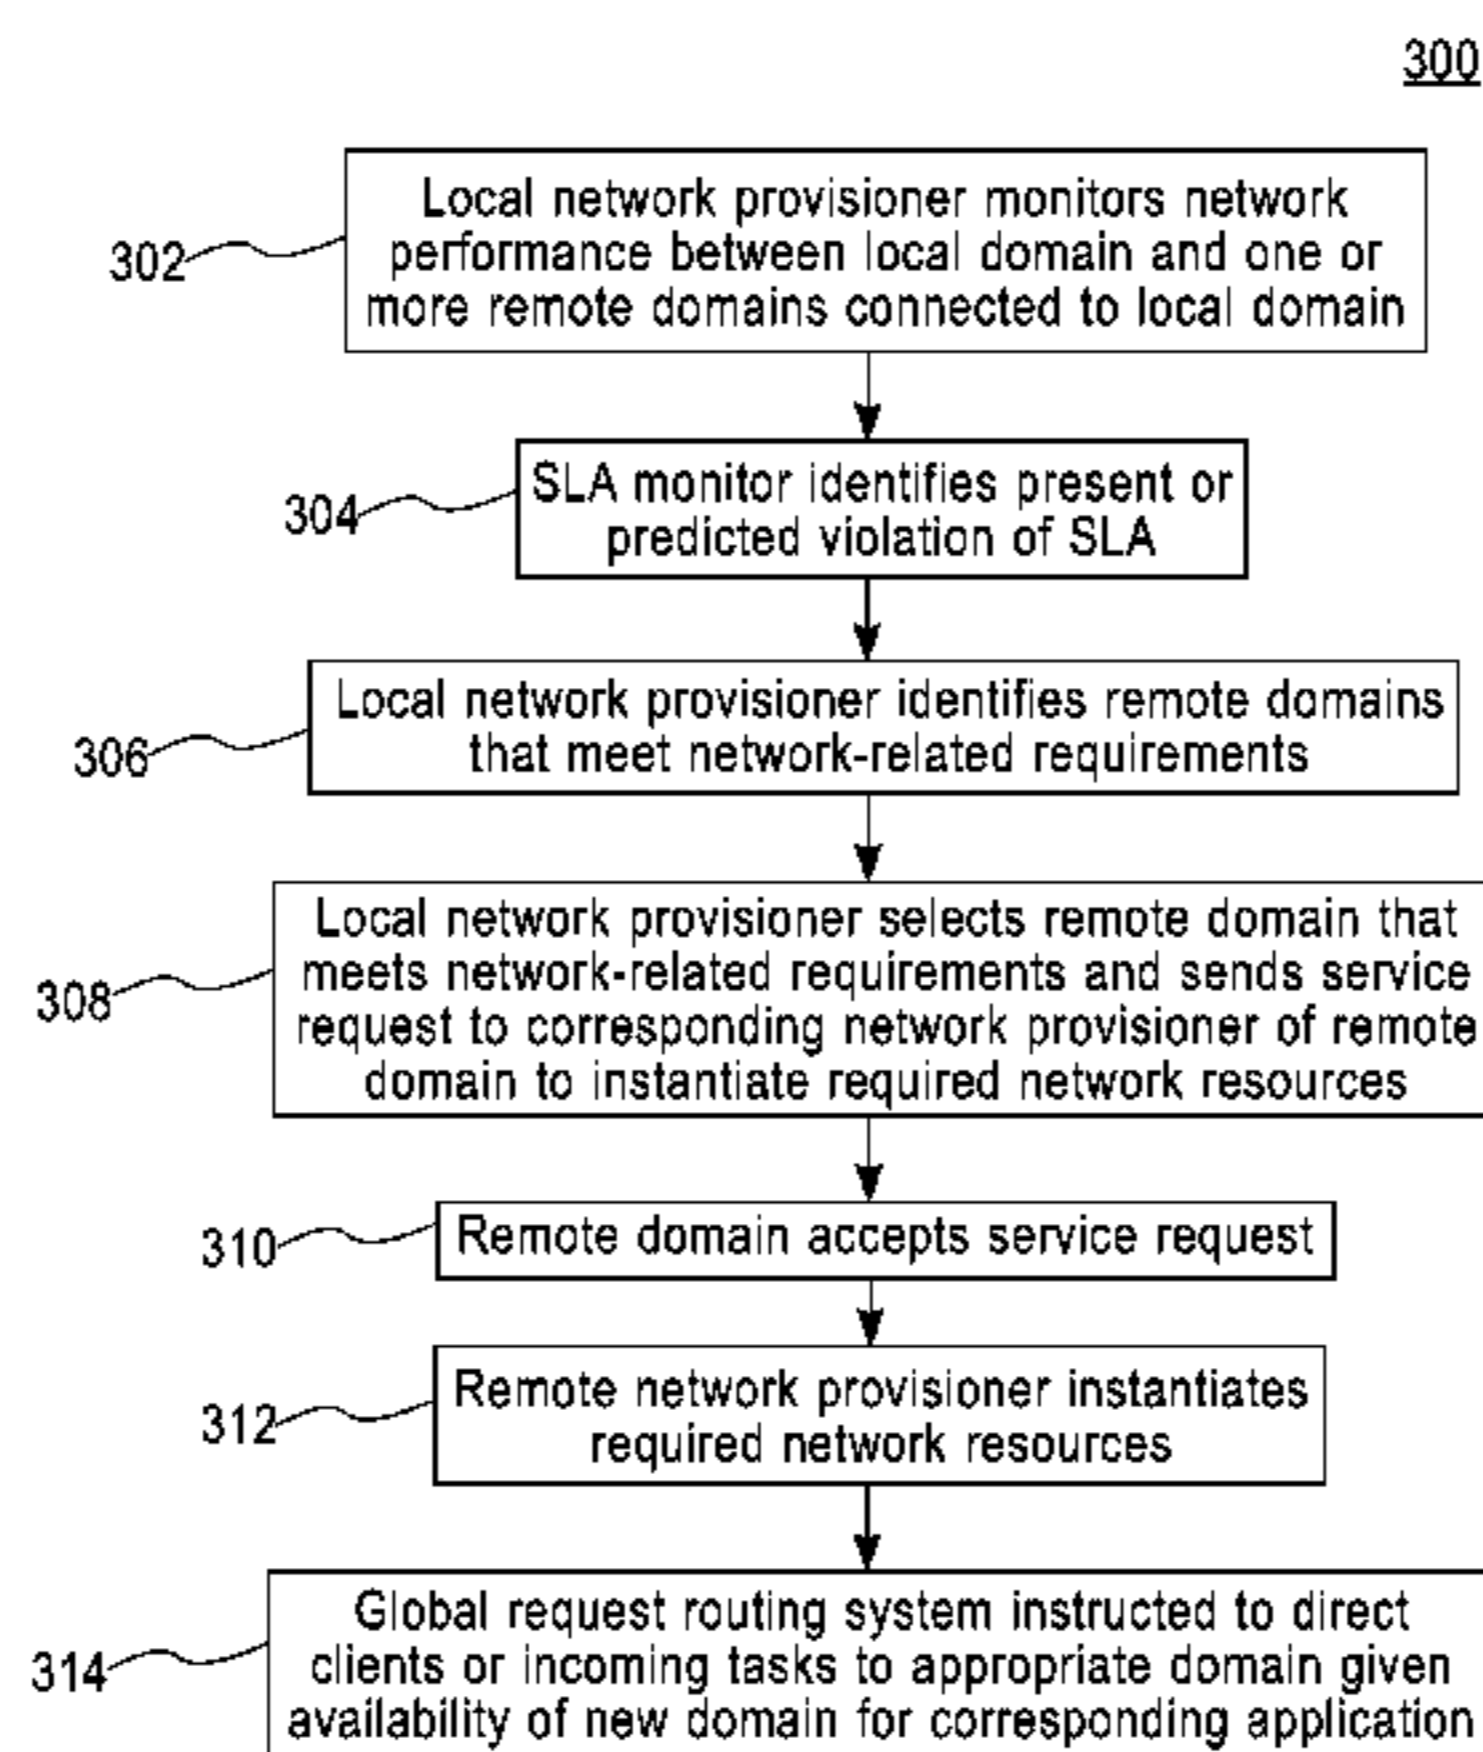 300
302
Local network provisioner monitors network
performance between local domain and one or
more remote domains connected to local domain
304
SLA monitor identifies present or
predicted violation of SLA
306
Local network provisioner identifies remote domains
that meet network-related requirements
308
Local network provisioner selects remote domain that
meets network-related requirements and sends service
request to corresponding network provisioner of remote
domain to instantiate required network resources
310
Remote domain accepts service request
312
Remote network provisioner instantiates
required network resources
314
Global request routing system instructed to direct
clients or incoming tasks to appropriate domain given
availability of new domain for corresponding application